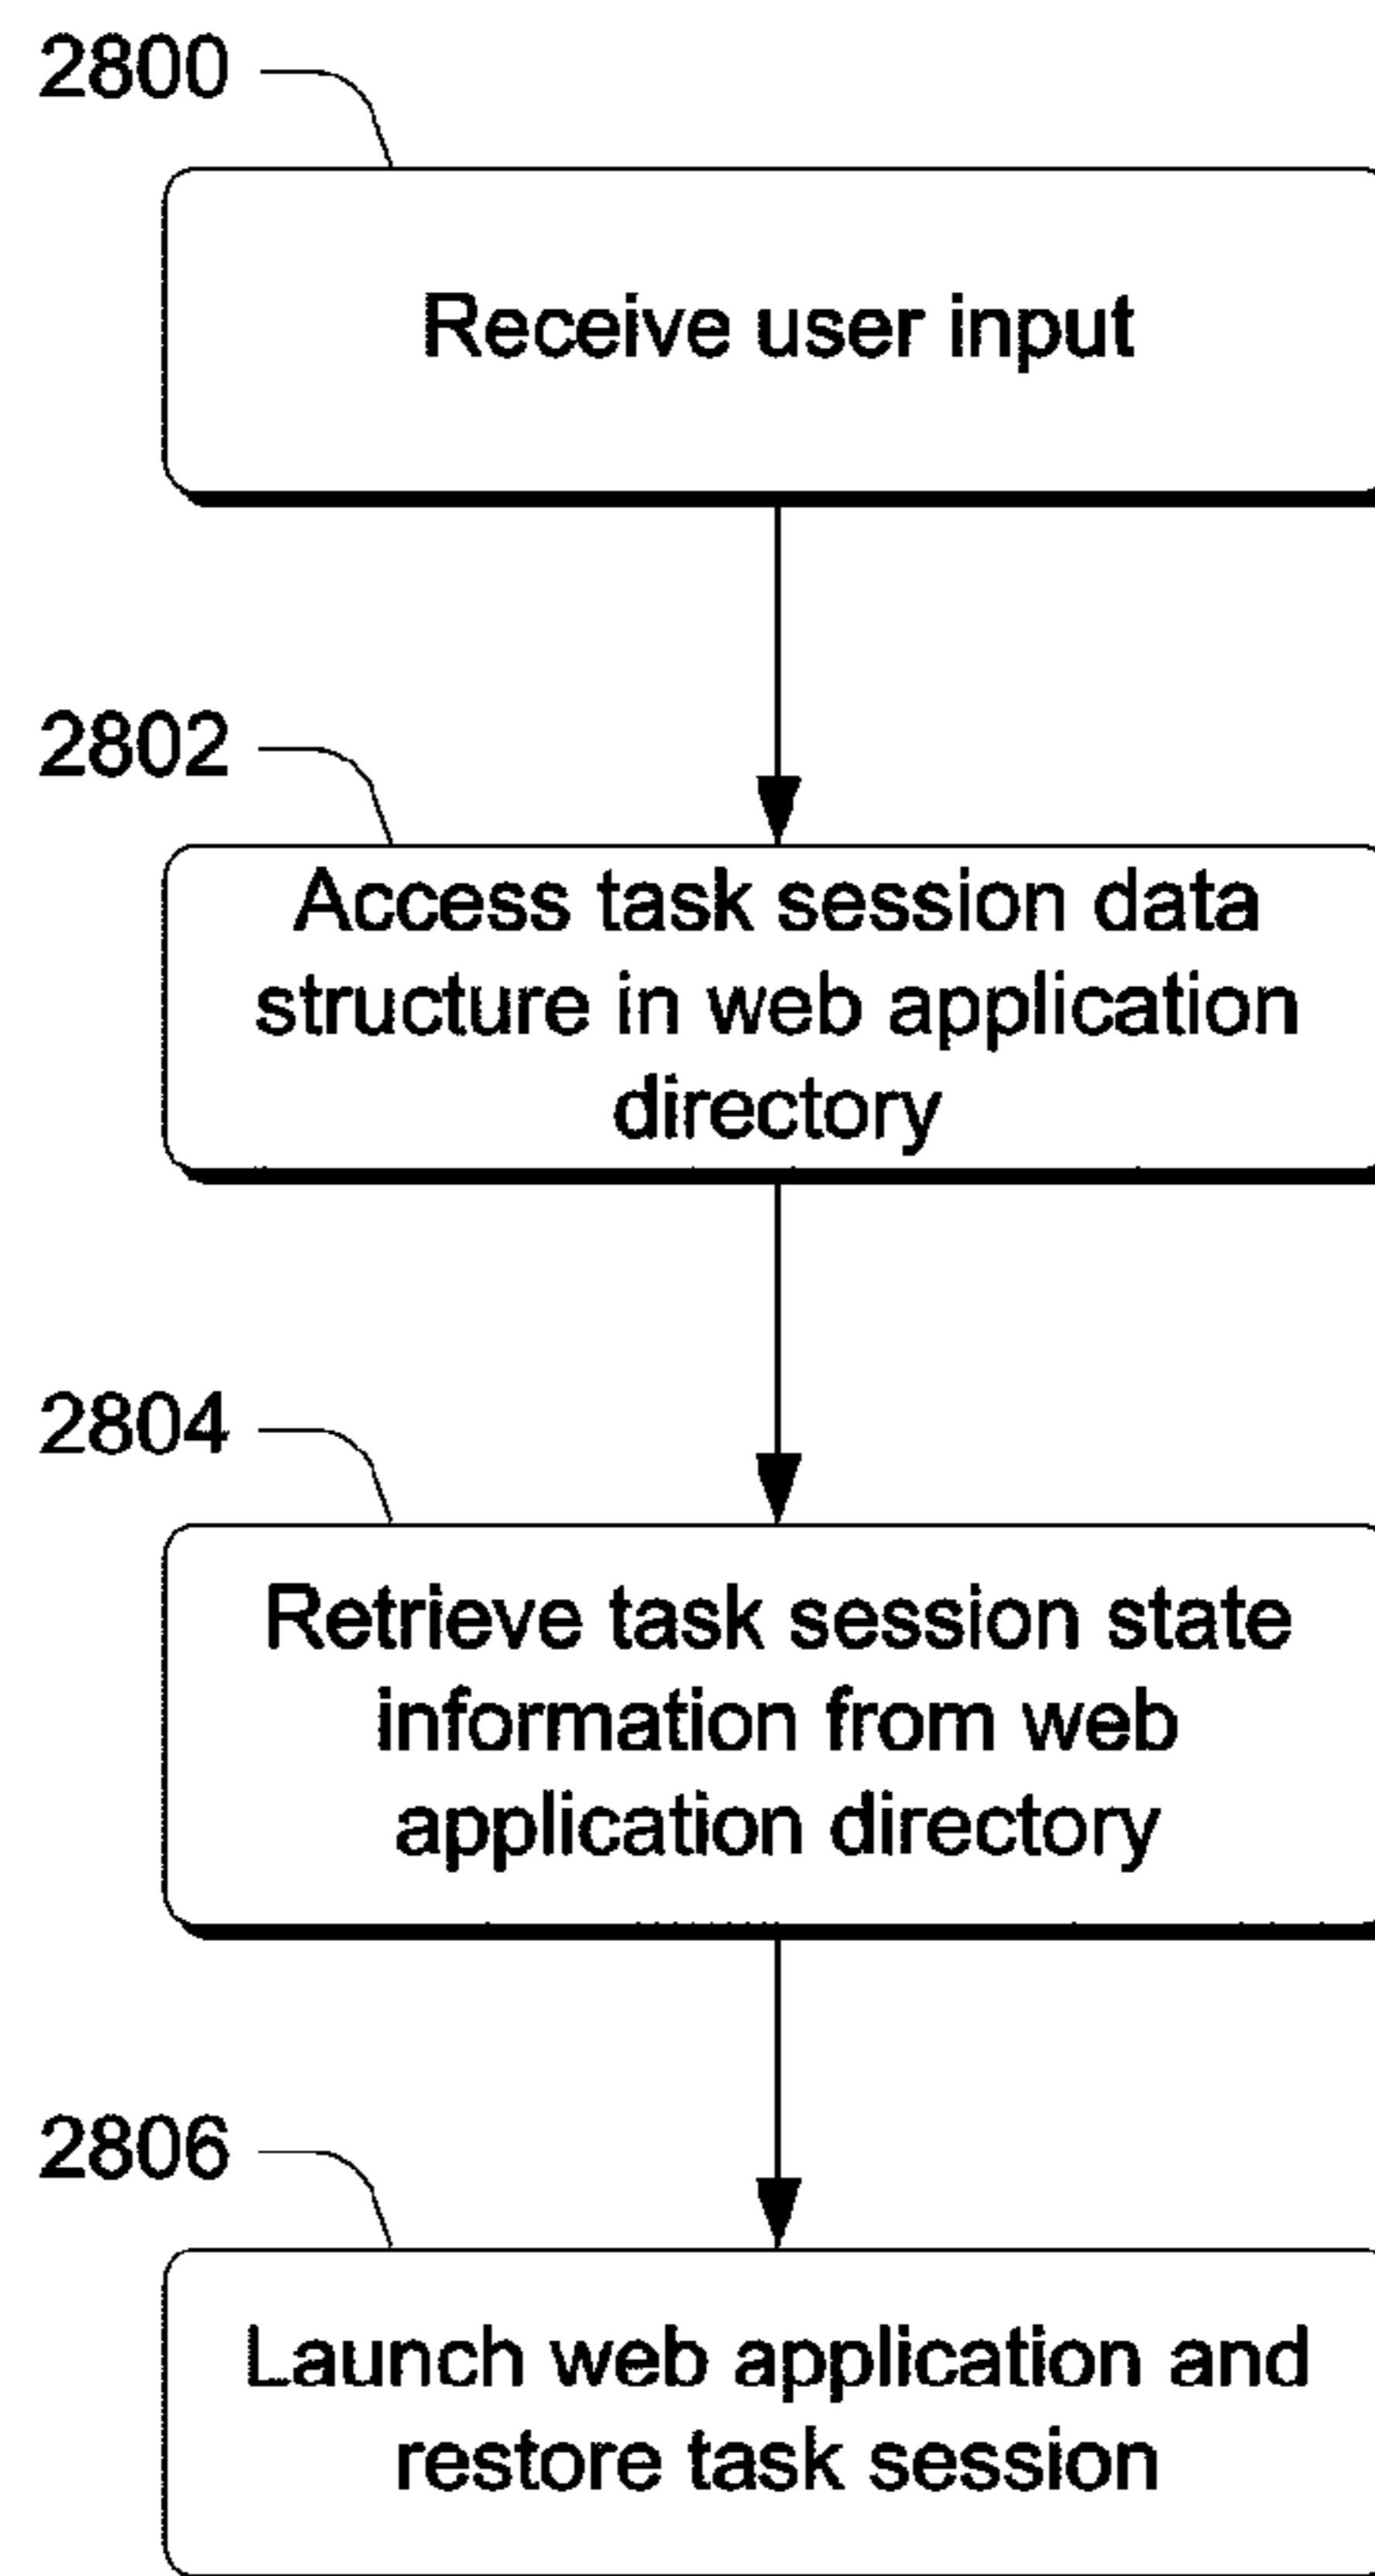 2800
Receive user input
2802
Access task session data
structure in web application
directory
2804
Retrieve task session state
information from web
application directory
2806
Launch web application and
restore task session